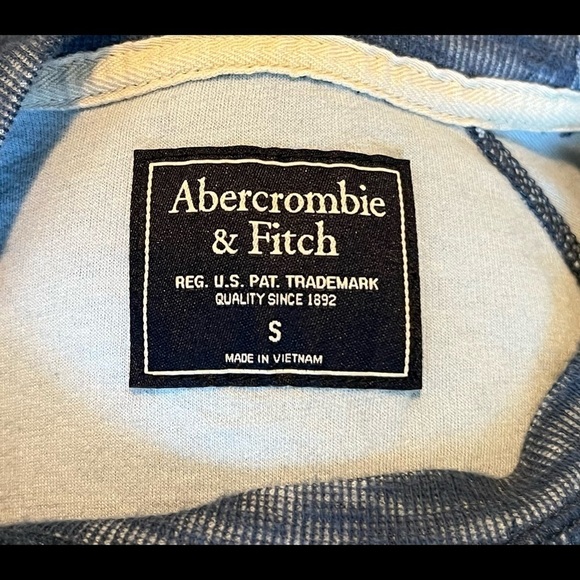 Abercrombie
& Fitch
REG. U.S. PAT. TRADEMARK
QUALITY SINCE 1892
S
MADE IN VIETNAM